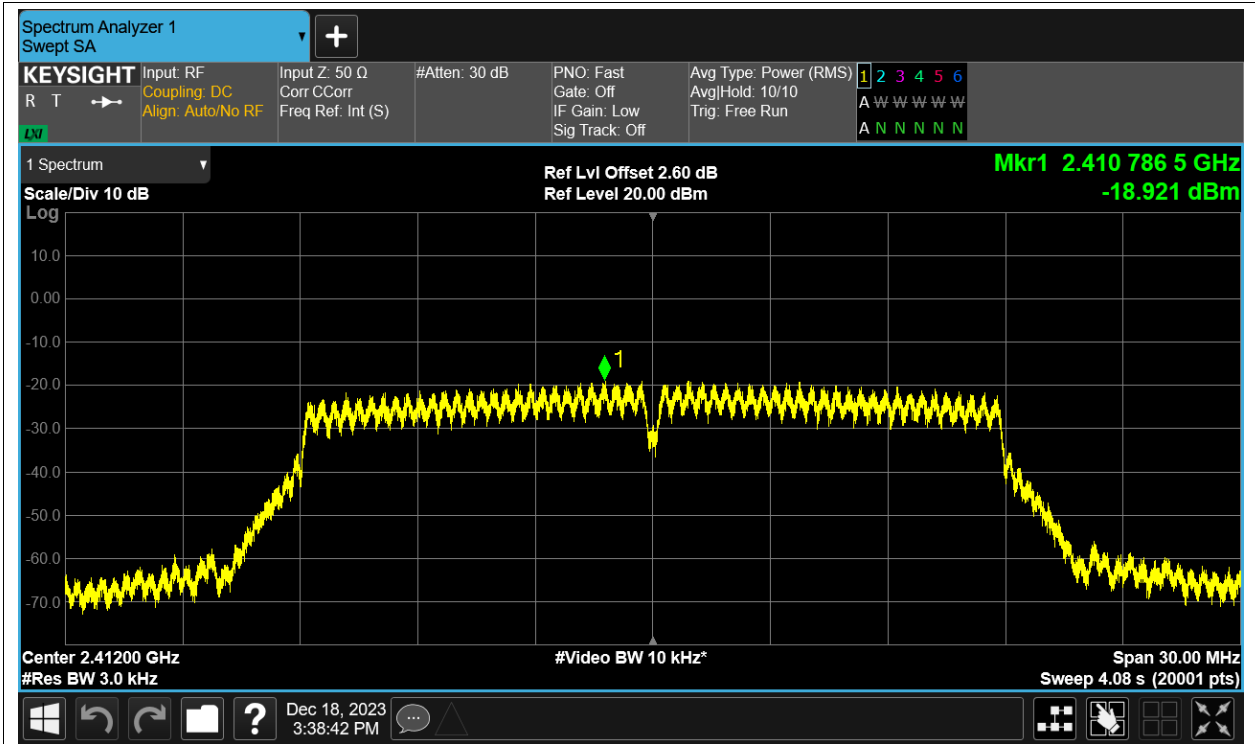 Spectrum Analyzer 1
Swept SA
KEYSIGHT
R T
LXI
Input: RF
Coupling: DC
Align: Auto/No RF
Input Z: 50 Ω
Corr CCorr
Freq Ref: Int (S)
#Atten: 30 dB
PNO: Fast
Gate: Off
IF Gain: Low
Sig Track: Off
Avg Type: Power (RMS)
Avg|Hold: 10/10
Trig: Free Run
1 2 3 4 5 6
A W W W W W
A N N N N N
1 Spectrum
Scale/Div 10 dB
Log
Ref Lvl Offset 2.60 dB
Ref Level 20.00 dBm
Mkr1 2.410 786 5 GHz
-18.921 dBm
10.0
0.00
-10.0
1
-20.0
-30.0
-40.0
-50.0
-60.0
-70.0
Center 2.41200 GHz
#Res BW 3.0 kHz
#Video BW 10 kHz*
Span 30.00 MHz
Sweep 4.08 s (20001 pts)
?
Dec 18, 2023
3:38:42 PM